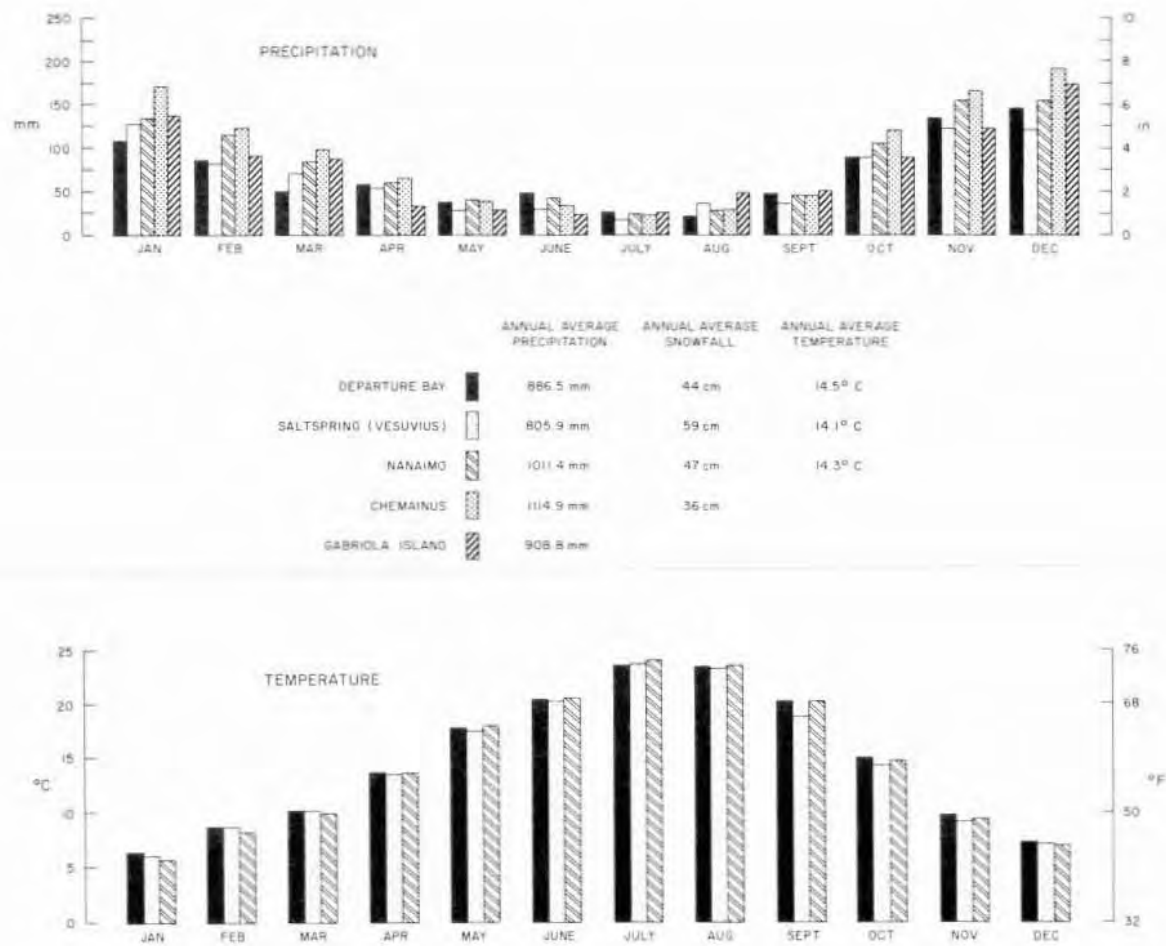 PRECIPITATION
mm
250
200
150
100
50
0
in
10
8
6
4
2
0
JAN FEB MAR APR MAY JUNE JULY AUG SEPT OCT NOV DEC
ANNUAL AVERAGE PRECIPITATION ANNUAL AVERAGE SNOWFALL ANNUAL AVERAGE TEMPERATURE
DEPARTURE BAY 886.5 mm 44 cm 14.5° C
SALTSPRING (VESUVIUS) 805.9 mm 59 cm 14.1° C
NANAIMO 1011.4 mm 47 cm 14.3° C
CHEMAINUS 1114.9 mm 36 cm
GABRIOLA ISLAND 908.8 mm
TEMPERATURE
°C
25
20
15
10
5
0
°F
76
68
50
32
JAN FEB MAR APR MAY JUNE JULY AUG SEPT OCT NOV DEC